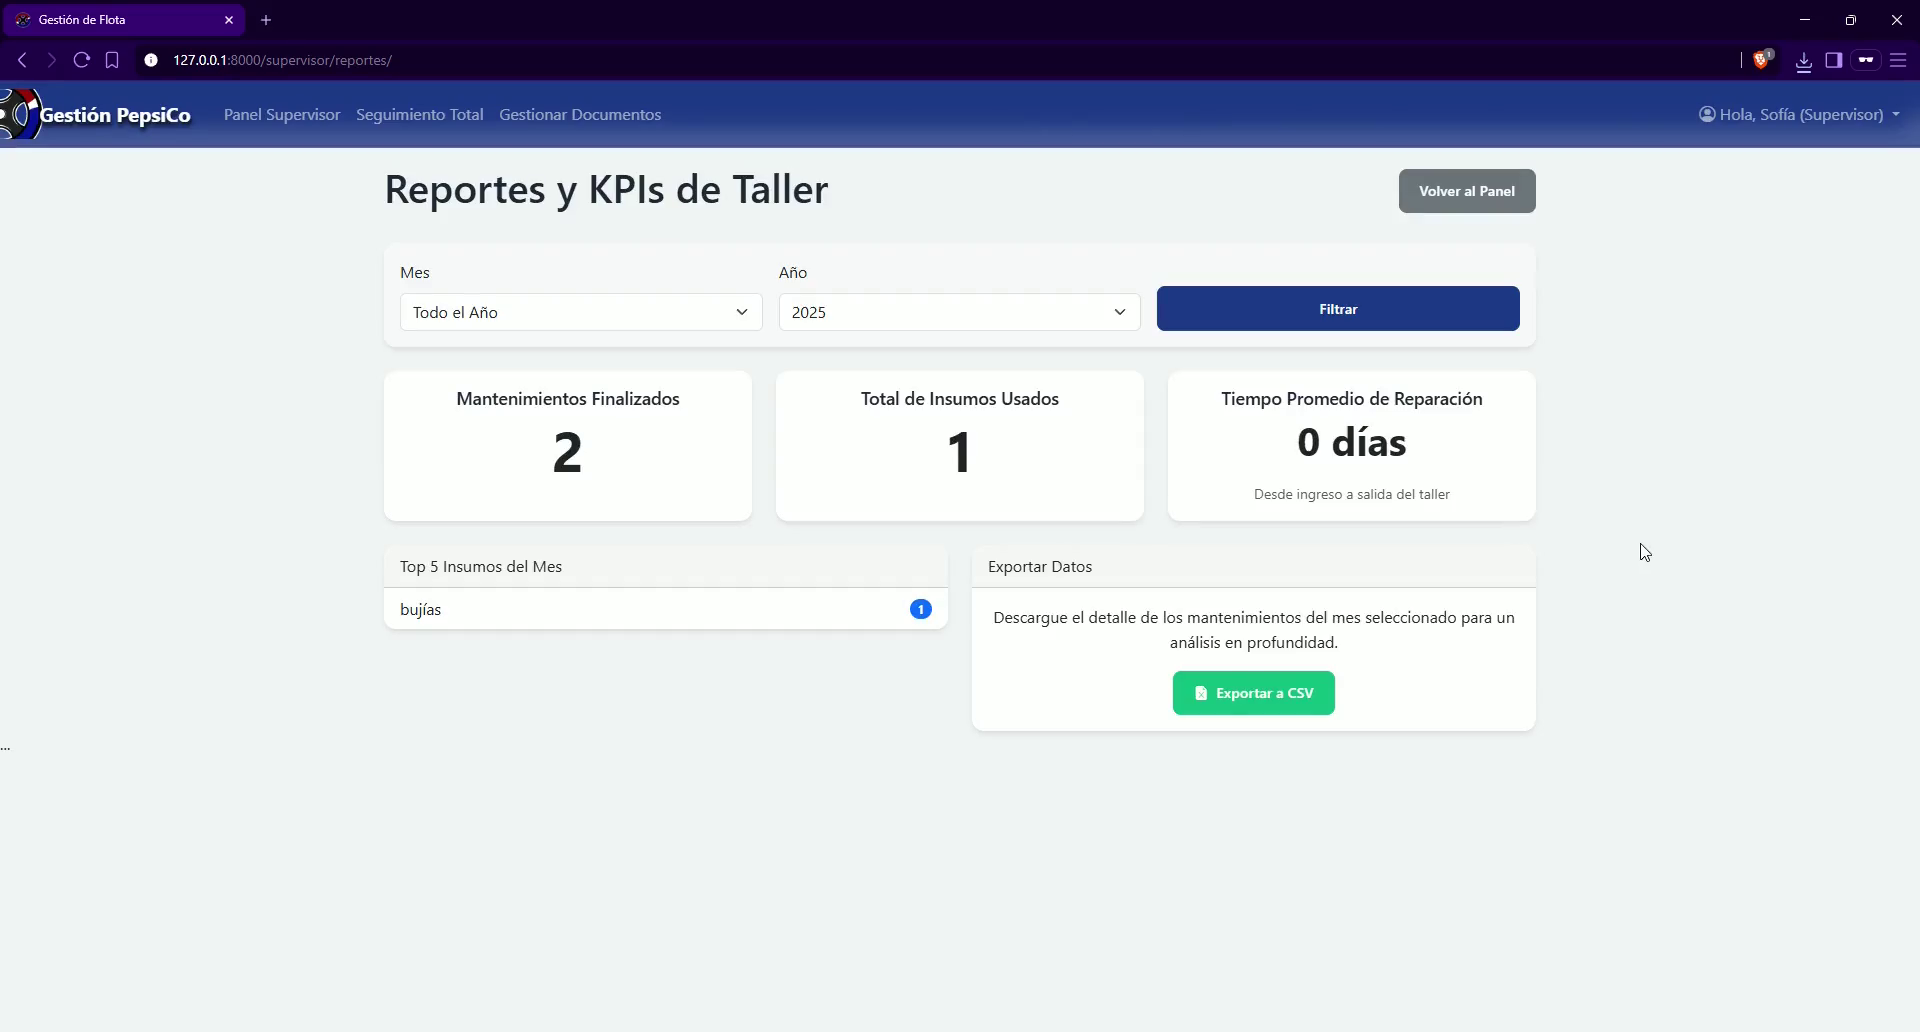 Gestión de Flota
127.0.0.1:8000/supervisor/reportes/
1
Gestión PepsiCo
Panel Supervisor
Seguimiento Total
Gestionar Documentos
Hola, Sofía (Supervisor)
Reportes y KPIs de Taller
Volver al Panel
Mes
Año
Todo el Año
2025
Filtrar
Mantenimientos Finalizados
2
Total de Insumos Usados
1
Tiempo Promedio de Reparación
0 días
Desde ingreso a salida del taller
Top 5 Insumos del Mes
bujías
1
Exportar Datos
Descargue el detalle de los mantenimientos del mes seleccionado para un
análisis en profundidad.
Exportar a CSV
...